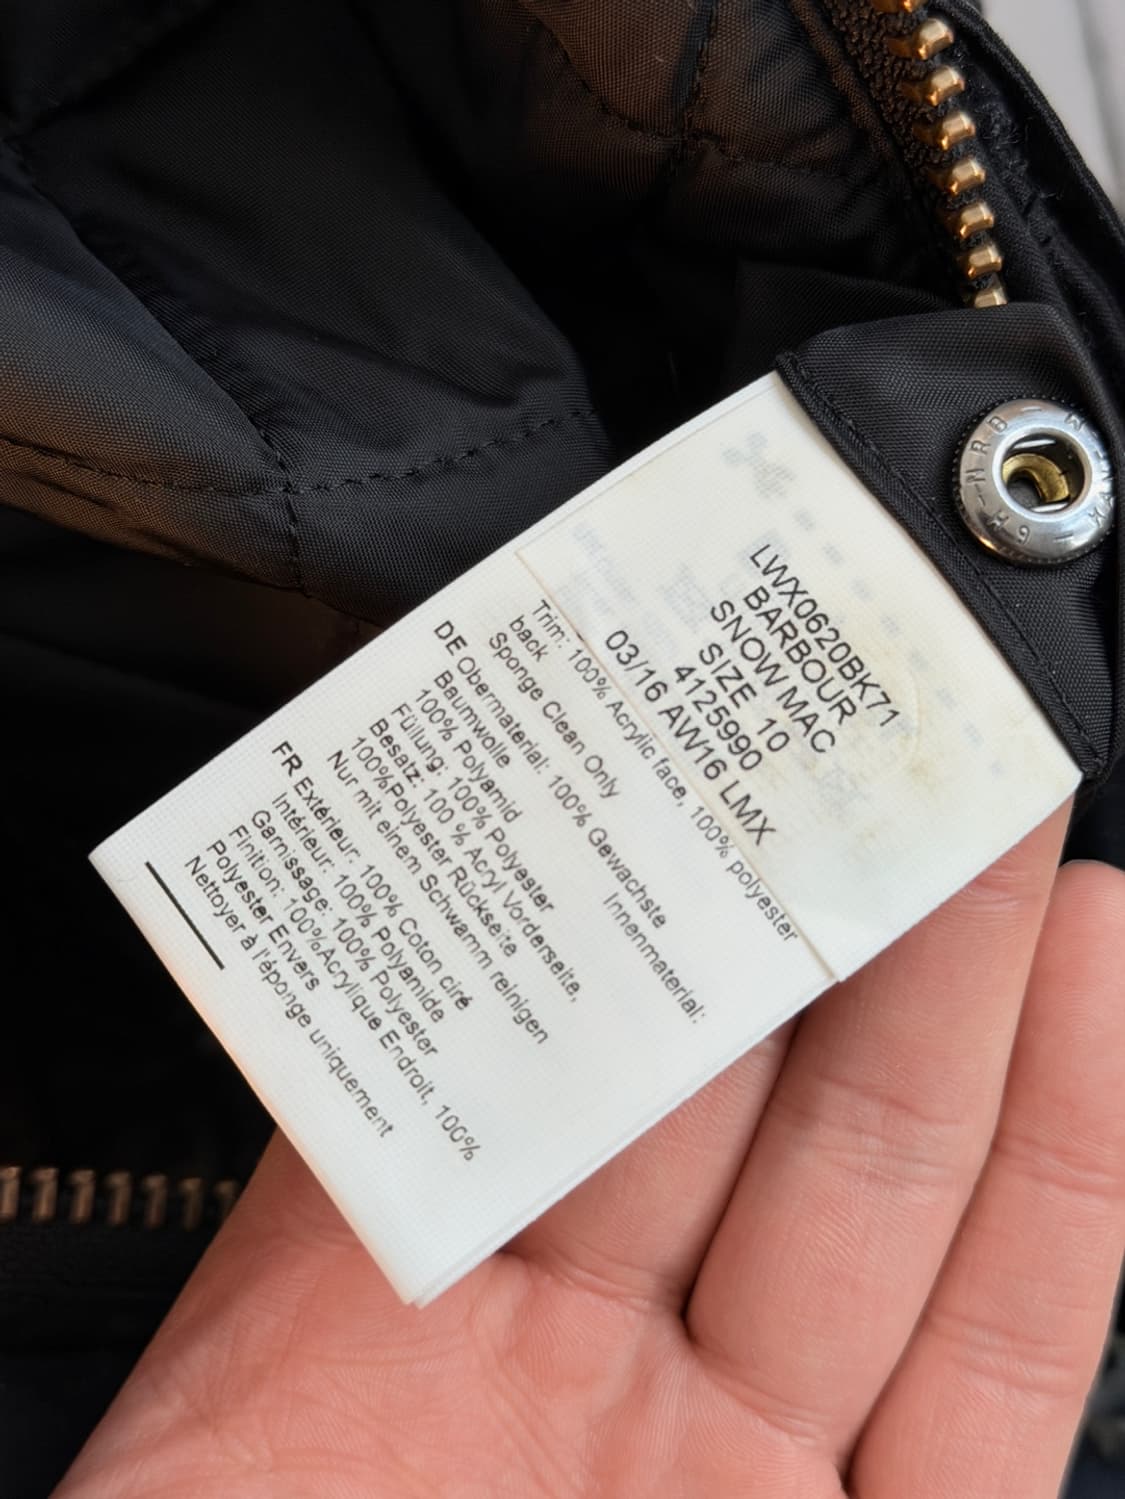 LWX0620BK71
BARBOUR
SNOW MAC
SIZE 10
4125990
03/16 AW16 LMX
Trim: 100% Acrylic face, 100% polyester
back
Sponge Clean Only
DE Obermaterial: 100% Gewachste
Baumwolle Innenmaterial:
100% Polyamid
Füllung: 100% Polyester
Besatz: 100 % Acryl Vorderseite,
100%Polyester Rückseite
Nur mit einem Schwamm reinigen
FR Extérieur: 100% Coton ciré
Intérieur: 100% Polyamide
Garnissage: 100% Polyester
Finition: 100%Acrylique Endroit, 100%
Polyester Envers
Nettoyer à l'éponge uniquement